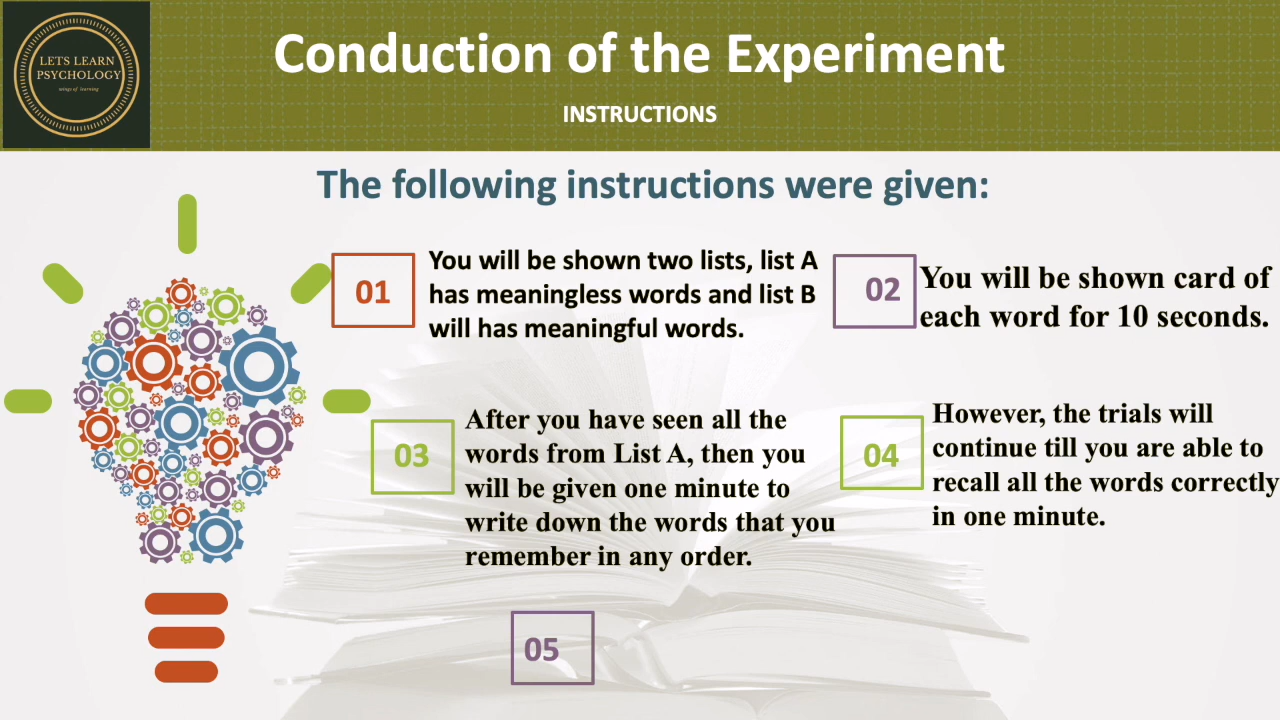 LETS LEARN
PSYCHOLOGY
wings of learning
Conduction of the Experiment
INSTRUCTIONS
The following instructions were given:
01
You will be shown two lists, list A
has meaningless words and list B
will has meaningful words.
02
You will be shown card of
each word for 10 seconds.
03
After you have seen all the
words from List A, then you
will be given one minute to
write down the words that you
remember in any order.
04
However, the trials will
continue till you are able to
recall all the words correctly
in one minute.
05